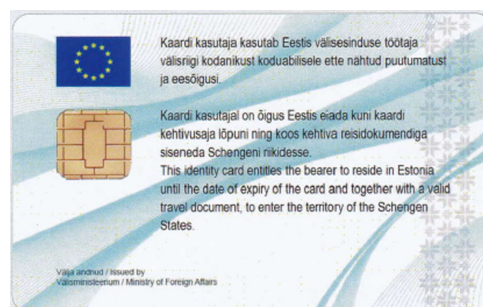 Kaardi kasutaja kasutab Eestis välisesinduse töötaja
välisriigi kodanikust koduabilisele ette nähtud puutumatust
ja eesõigusi.
Kaardi kasutajal on õigus Eestis elada kuni kaardi
kehtivusaja lõpuni ning koos kehtiva reisidokumendiga
siseneda Schengeni riikidesse.
This identity card entitles the bearer to reside in Estonia
until the date of expiry of the card and together with a valid
travel document, to enter the territory of the Schengen
States.
Välja andnud / Issued by
Välisministeerium / Ministry of Foreign Affairs